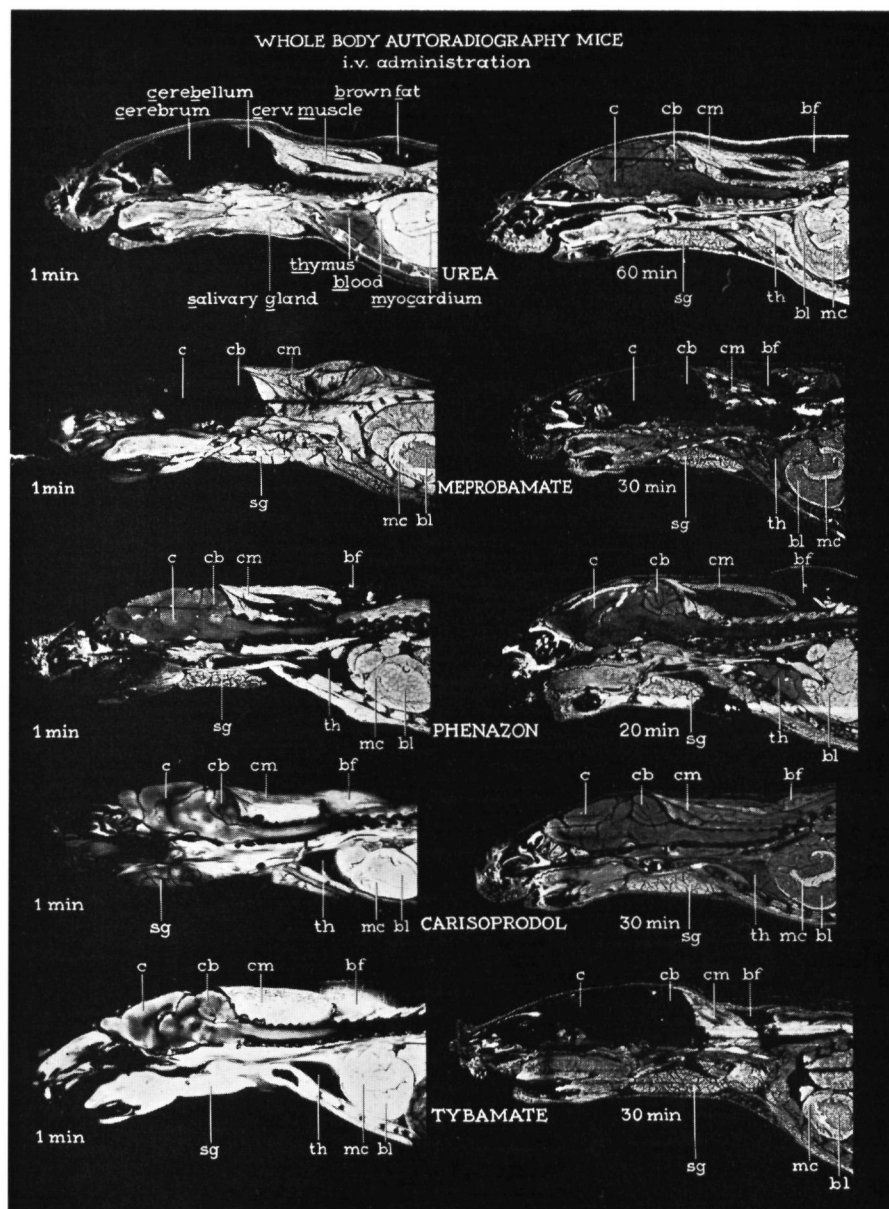 WHOLE BODY AUTORADIOGRAPHY MICE
i.v. administration
cerebellum
brown fat
cerebrum
cerv. muscle
c
cb
cm
bf
1 min
thymus
UREA
60 min
blood
sg
th
bl
mc
salivary gland
myocardium
c
cb
cm
c
cb
cm
bf
1 min
MEPROBAMATE
30 min
sg
sg
th
mc
bl
bl
mc
c
cb
cm
bf
c
cb
cm
bf
1 min
sg
th
mc
bl
PHENAZON
20 min
sg
th
bl
c
cb
cm
bf
c
cb
cm
bf
1 min
sg
th
mc
bl
CARISOPRODOL
30 min
sg
th
mc
bl
c
cb
cm
bf
c
cb
cm
bf
1 min
sg
th
mc
bl
TYBAMATE
30 min
sg
mc
bl